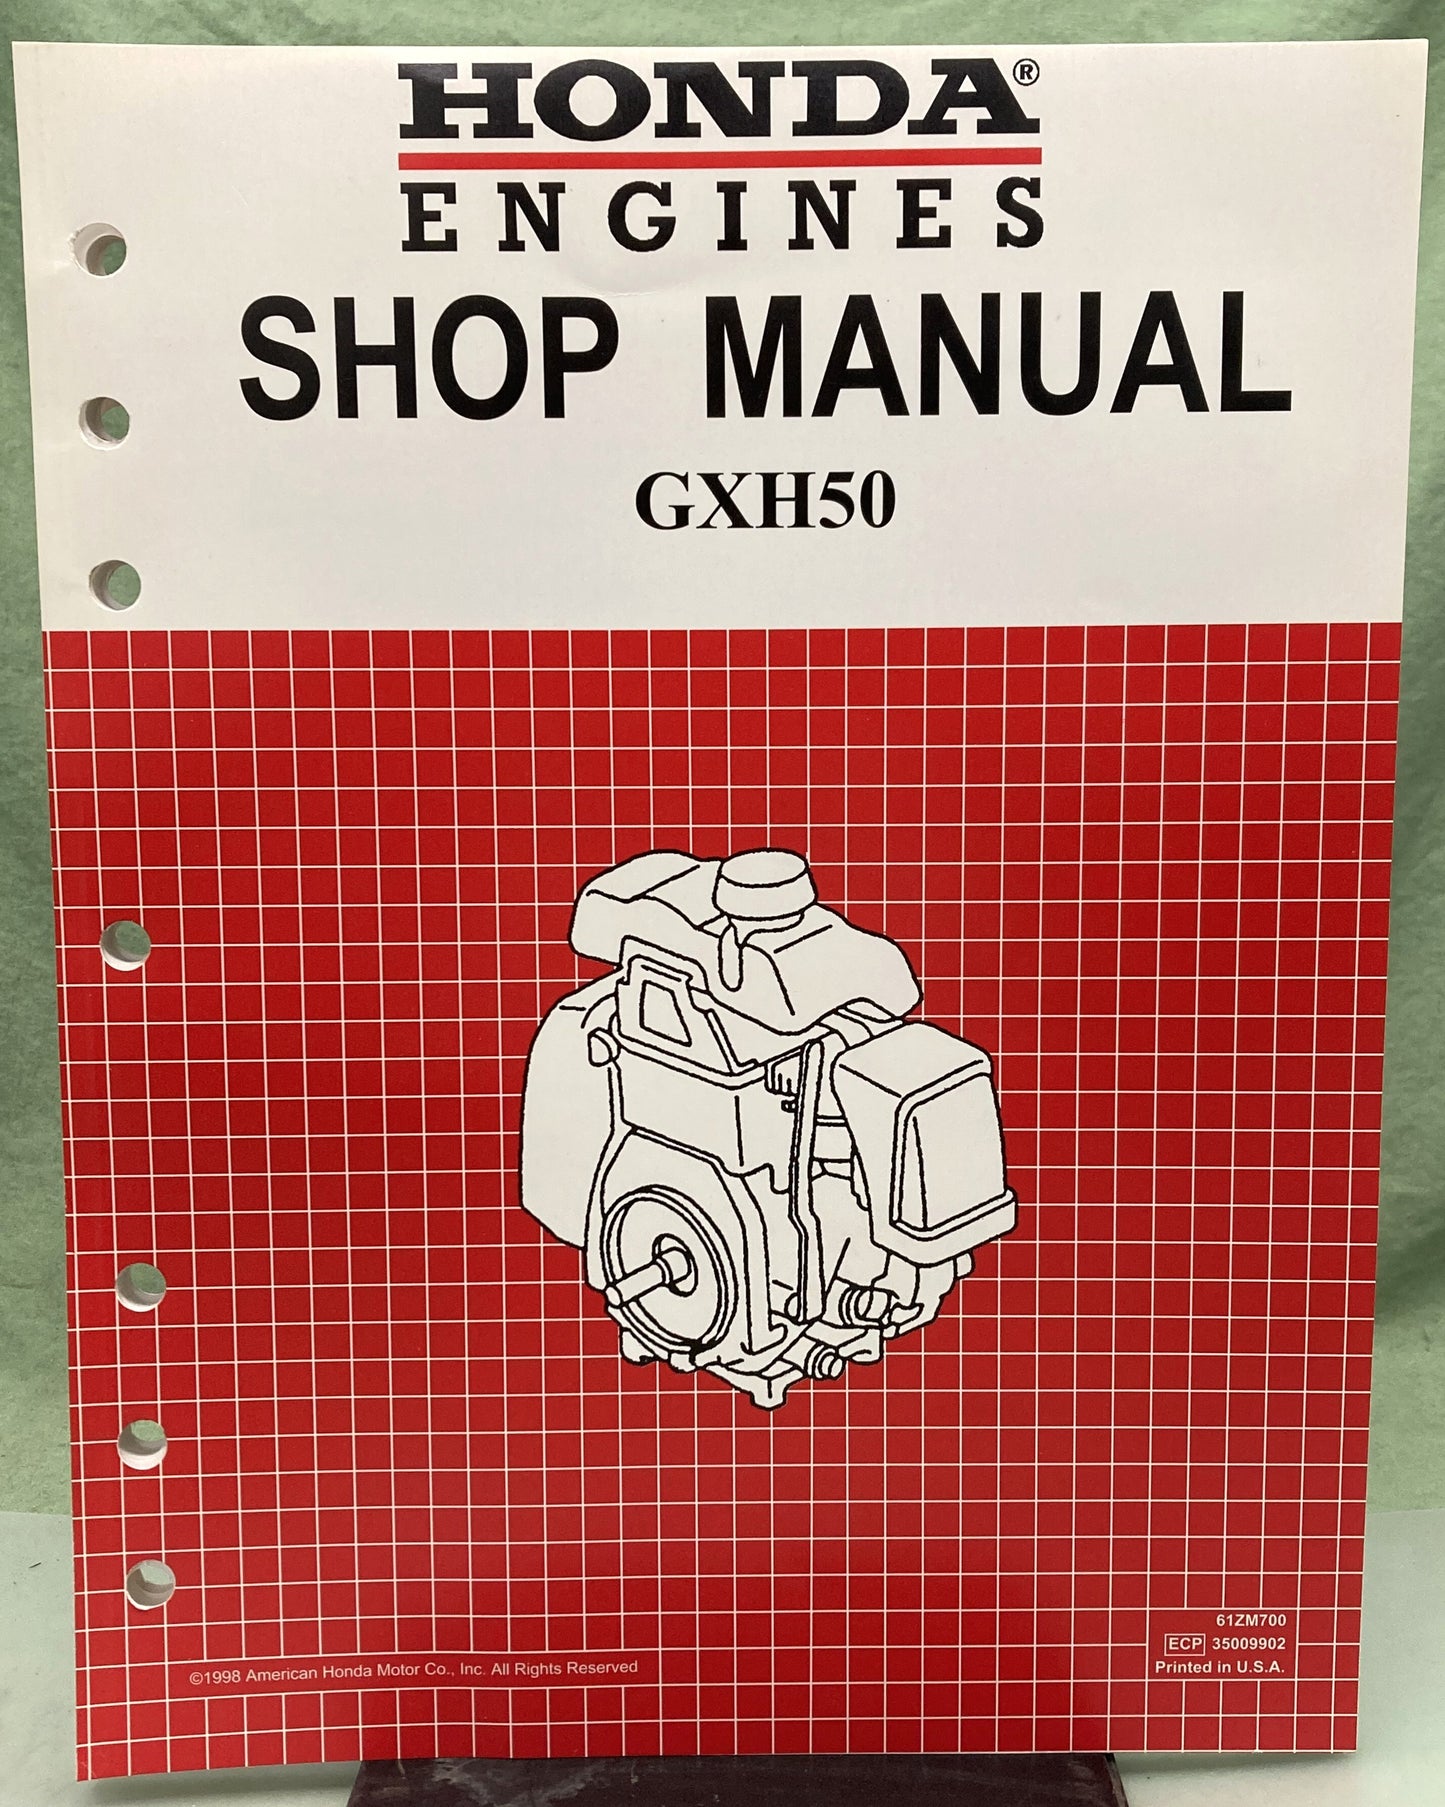 HONDA®
ENGINES
SHOP MANUAL
GXH50
61ZM700
ECP 35009902
Printed in U.S.A.
©1998 American Honda Motor Co., Inc. All Rights Reserved